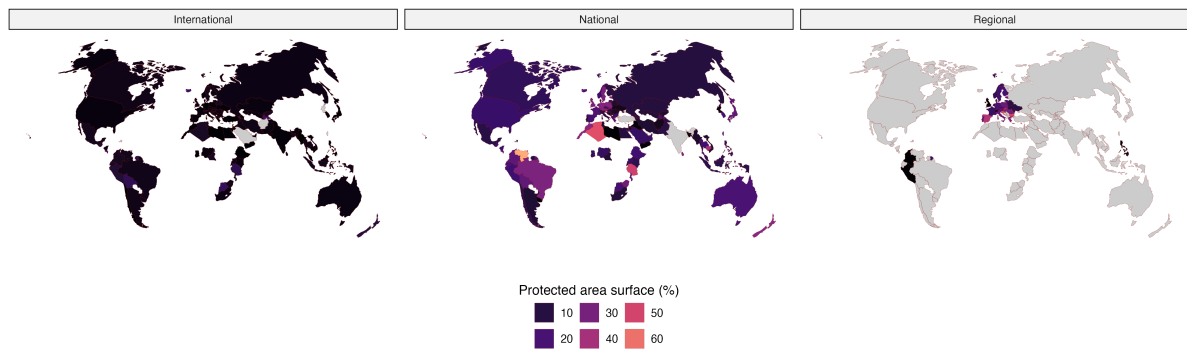 International
National
Regional
Protected area surface (%)
10 30 50
20 40 60